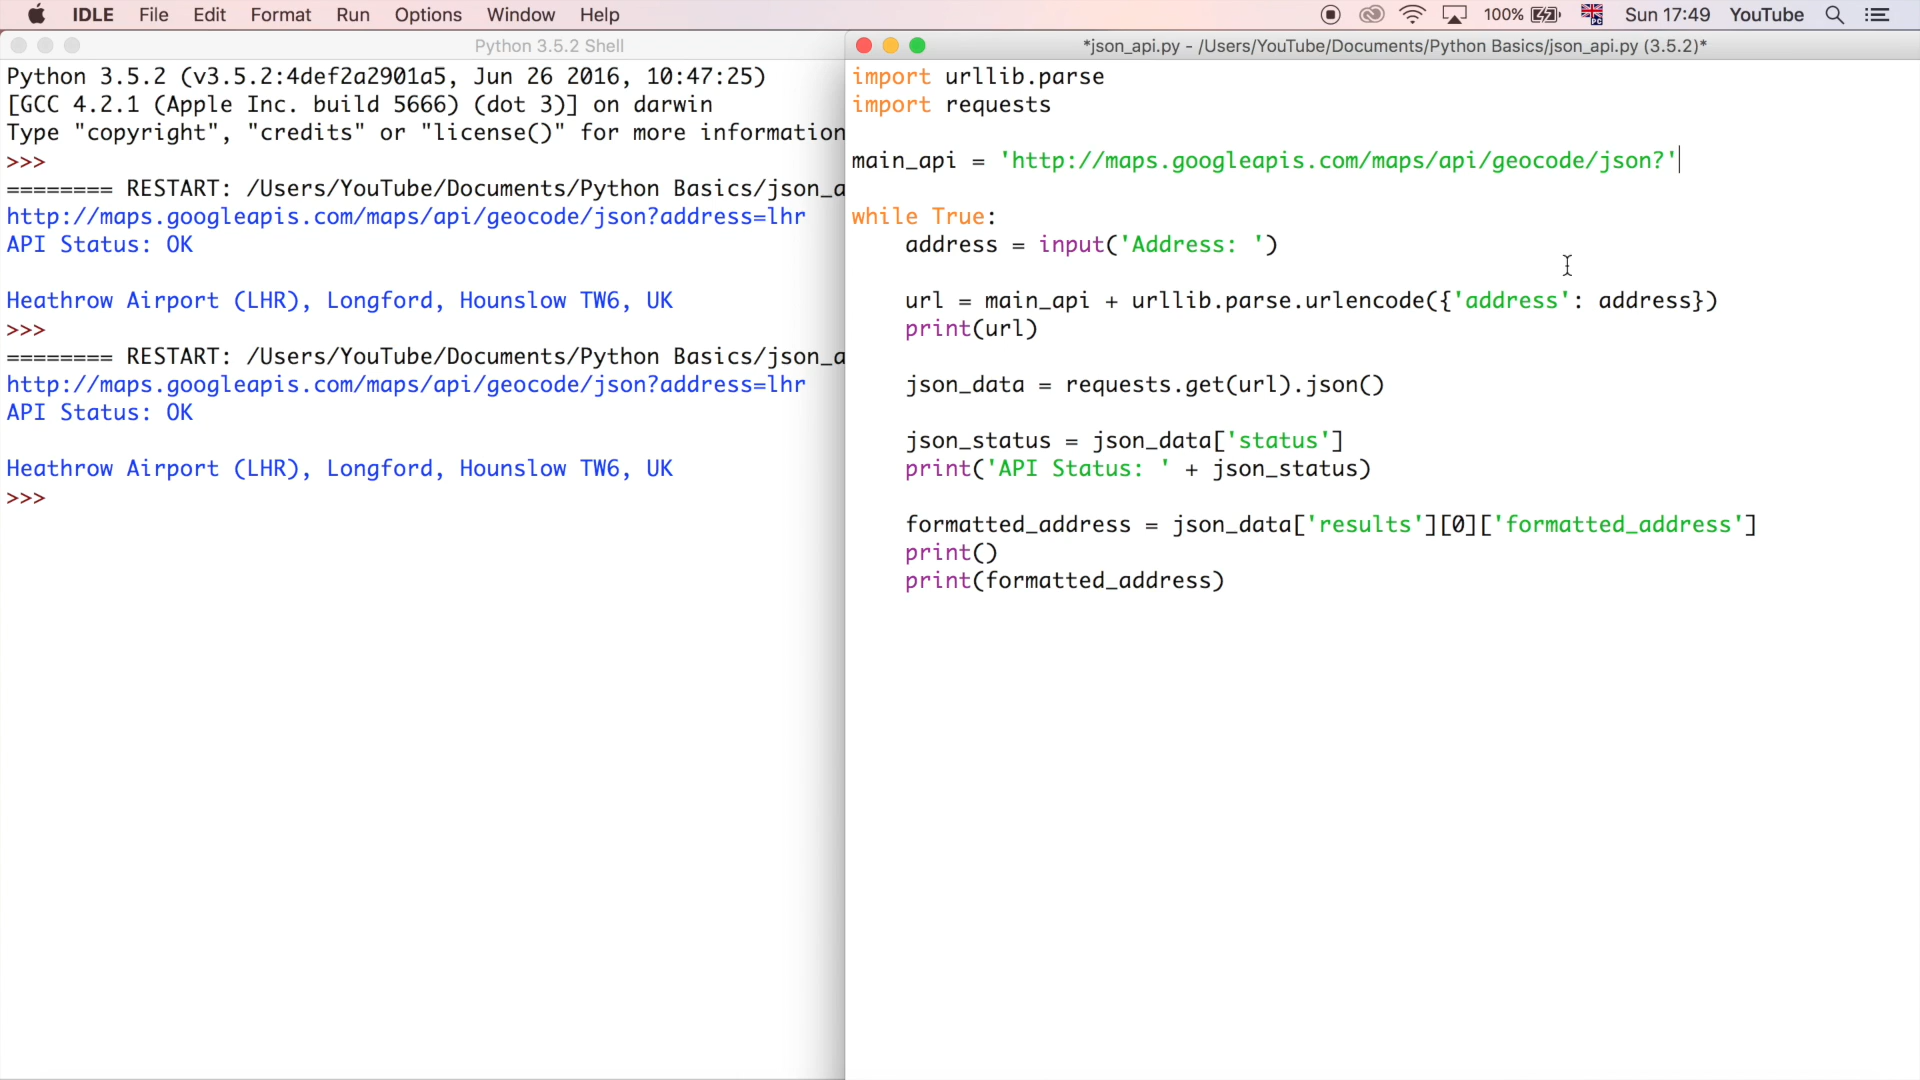 IDLE File Edit Format Run Options Window Help 100% Sun 17:49 YouTube
Python 3.5.2 Shell
Python 3.5.2 (v3.5.2:4def2a2901a5, Jun 26 2016, 10:47:25)
[GCC 4.2.1 (Apple Inc. build 5666) (dot 3)] on darwin
Type "copyright", "credits" or "license()" for more information
>>>
======== RESTART: /Users/YouTube/Documents/Python Basics/json_a
http://maps.googleapis.com/maps/api/geocode/json?address=lhr
API Status: OK
Heathrow Airport (LHR), Longford, Hounslow TW6, UK
>>>
======== RESTART: /Users/YouTube/Documents/Python Basics/json_a
http://maps.googleapis.com/maps/api/geocode/json?address=lhr
API Status: OK
Heathrow Airport (LHR), Longford, Hounslow TW6, UK
>>>
*json_api.py - /Users/YouTube/Documents/Python Basics/json_api.py (3.5.2)*
import urllib.parse
import requests
main_api = 'http://maps.googleapis.com/maps/api/geocode/json?'
while True:
    address = input('Address: ')
    url = main_api + urllib.parse.urlencode({'address': address})
    print(url)
    json_data = requests.get(url).json()
    json_status = json_data['status']
    print('API Status: ' + json_status)
    formatted_address = json_data['results'][0]['formatted_address']
    print()
    print(formatted_address)